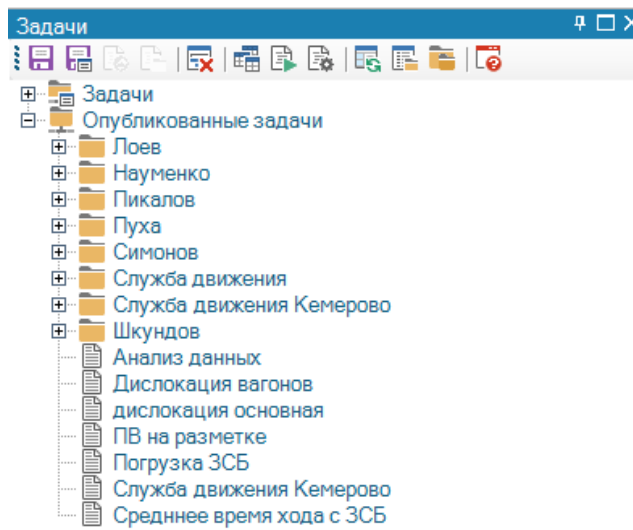 Задачи
Задачи
Опубликованные задачи
Лоев
Науменко
Пикалов
Пуха
Симонов
Служба движения
Служба движения Кемерово
Шкундов
Анализ данных
Дислокация вагонов
дислокация основная
ПВ на разметке
Погрузка ЗСБ
Служба движения Кемерово
Средннее время хода с ЗСБ